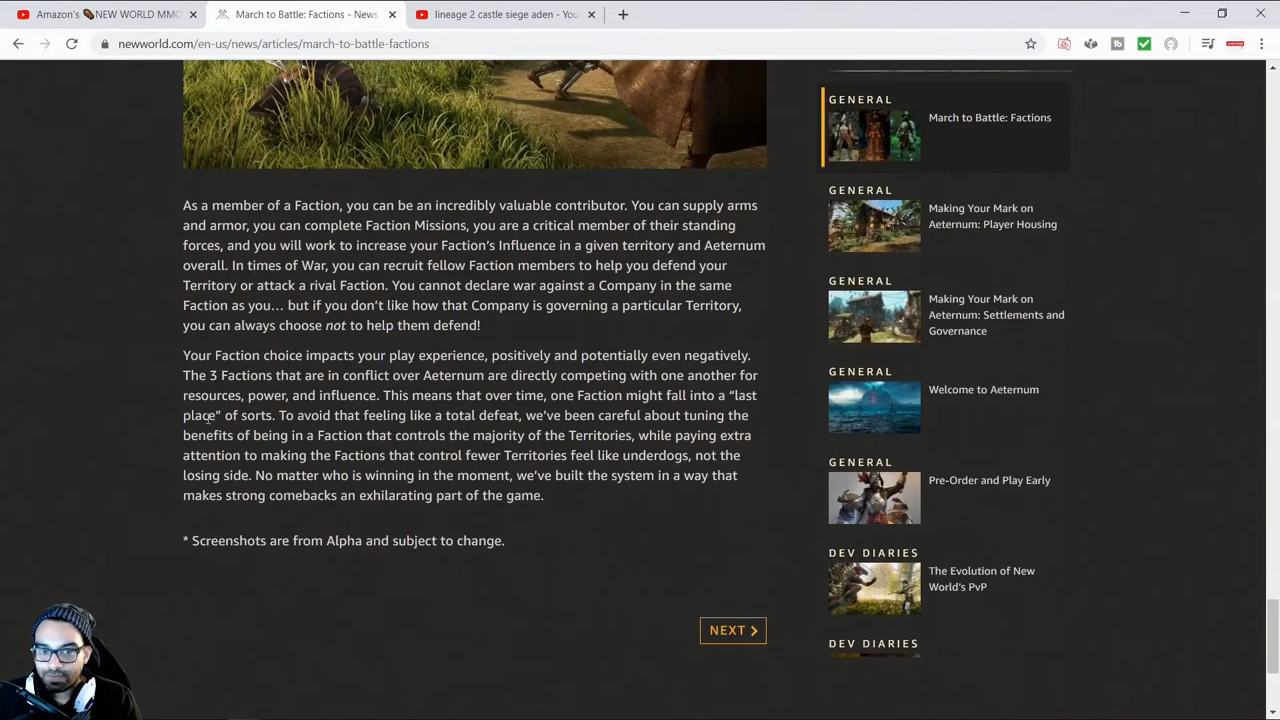 Amazon's NEW WORLD MMO
March to Battle: Factions - News
lineage 2 castle siege aden - You
newworld.com/en-us/news/articles/march-to-battle-factions
As a member of a Faction, you can be an incredibly valuable contributor. You can supply arms
and armor, you can complete Faction Missions, you are a critical member of their standing
forces, and you will work to increase your Faction's Influence in a given territory and Aeternum
overall. In times of War, you can recruit fellow Faction members to help you defend your
Territory or attack a rival Faction. You cannot declare war against a Company in the same
Faction as you… but if you don't like how that Company is governing a particular Territory,
you can always choose not to help them defend!
Your Faction choice impacts your play experience, positively and potentially even negatively.
The 3 Factions that are in conflict over Aeternum are directly competing with one another for
resources, power, and influence. This means that over time, one Faction might fall into a “last
place” of sorts. To avoid that feeling like a total defeat, we've been careful about tuning the
benefits of being in a Faction that controls the majority of the Territories, while paying extra
attention to making the Factions that control fewer Territories feel like underdogs, not the
losing side. No matter who is winning in the moment, we've built the system in a way that
makes strong comebacks an exhilarating part of the game.
* Screenshots are from Alpha and subject to change.
NEXT
GENERAL
March to Battle: Factions
GENERAL
Making Your Mark on
Aeternum: Player Housing
GENERAL
Making Your Mark on
Aeternum: Settlements and
Governance
GENERAL
Welcome to Aeternum
GENERAL
Pre-Order and Play Early
DEV DIARIES
The Evolution of New
World's PvP
DEV DIARIES